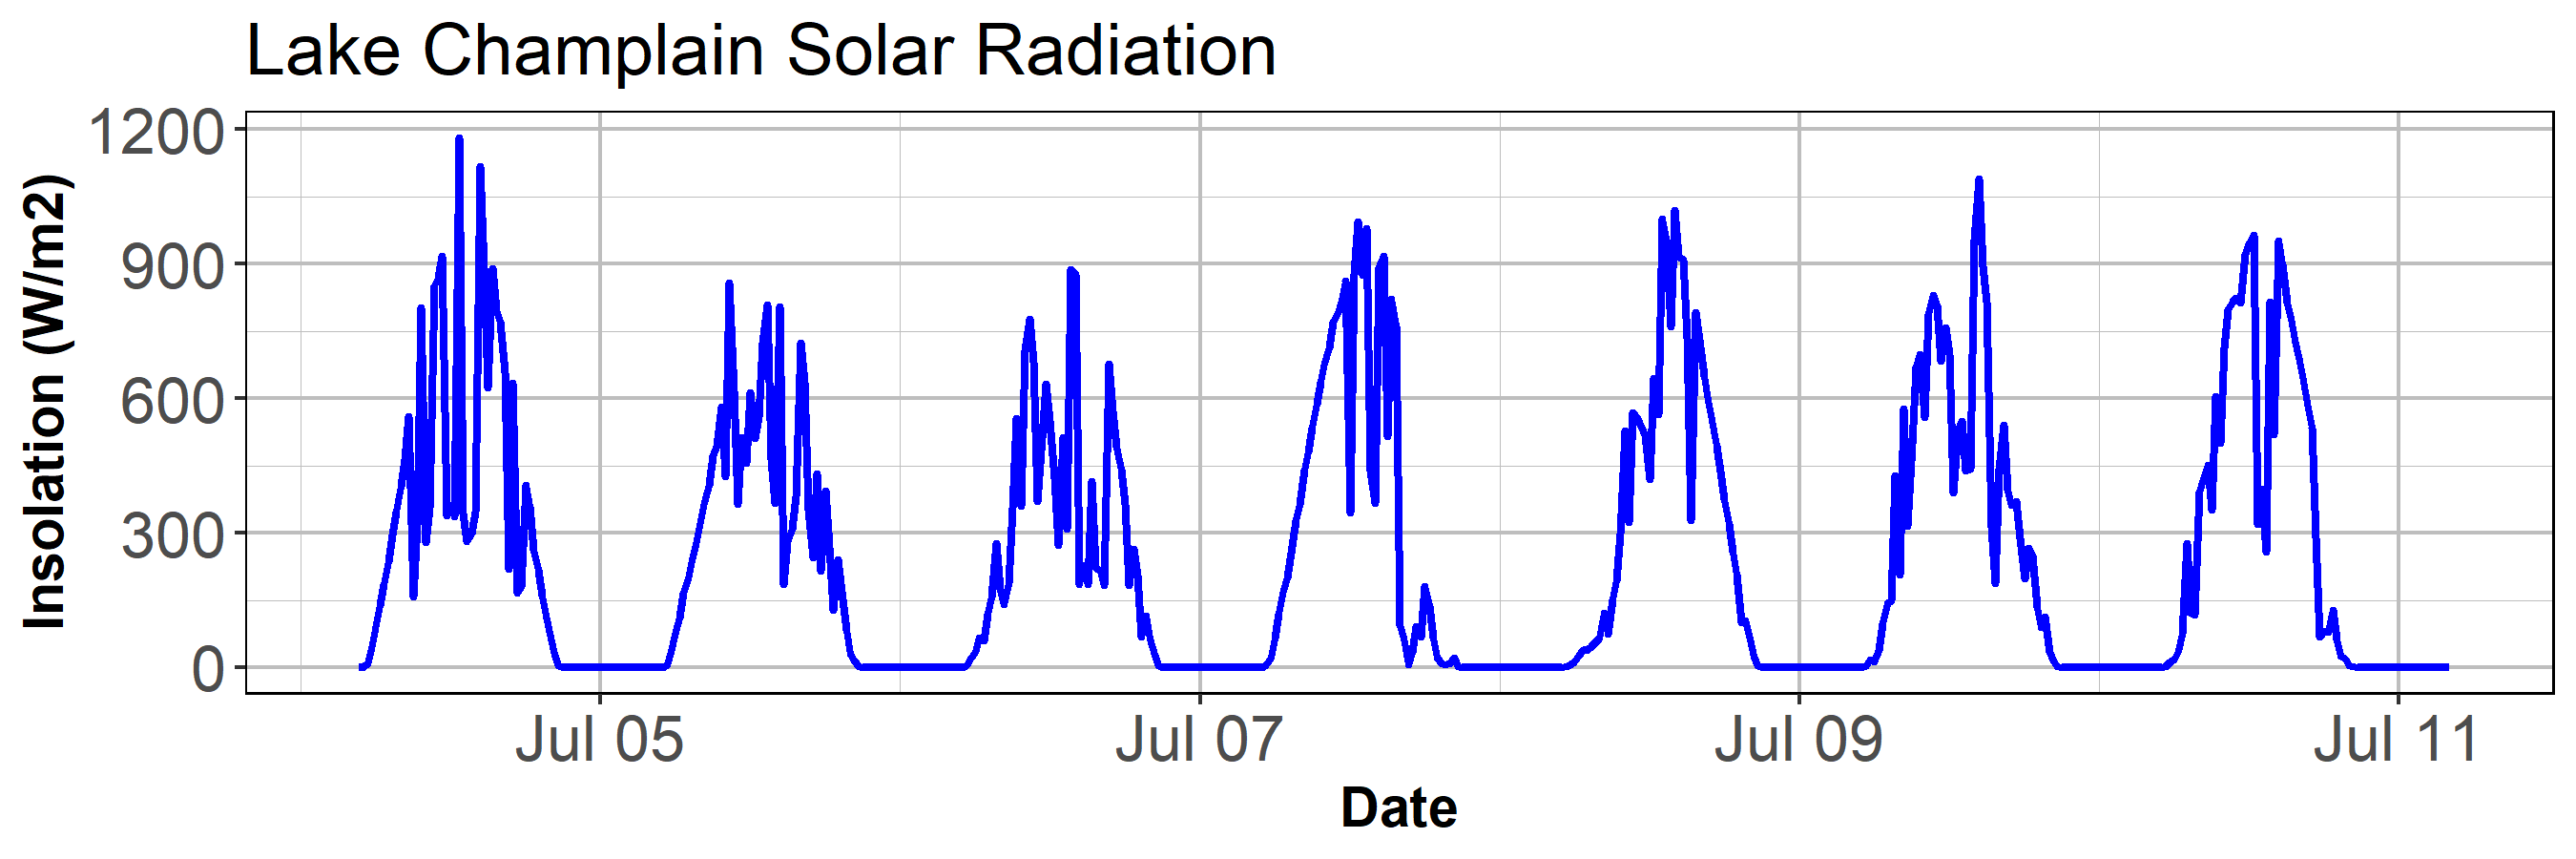 Lake Champlain Solar Radiation
1200
900
600
300
0
Insolation (W/m2)
Jul 05 Jul 07 Jul 09 Jul 11
Date